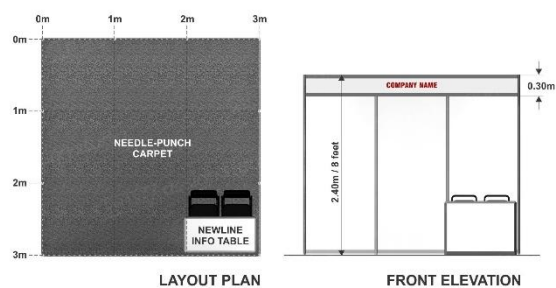 0m
1m
2m
3m
0m
1m
2m
3m
NEEDLE-PUNCH
CARPET
NEWLINE
INFO TABLE
LAYOUT PLAN
COMPANY NAME
0.30m
2.40m / 8 feet
FRONT ELEVATION